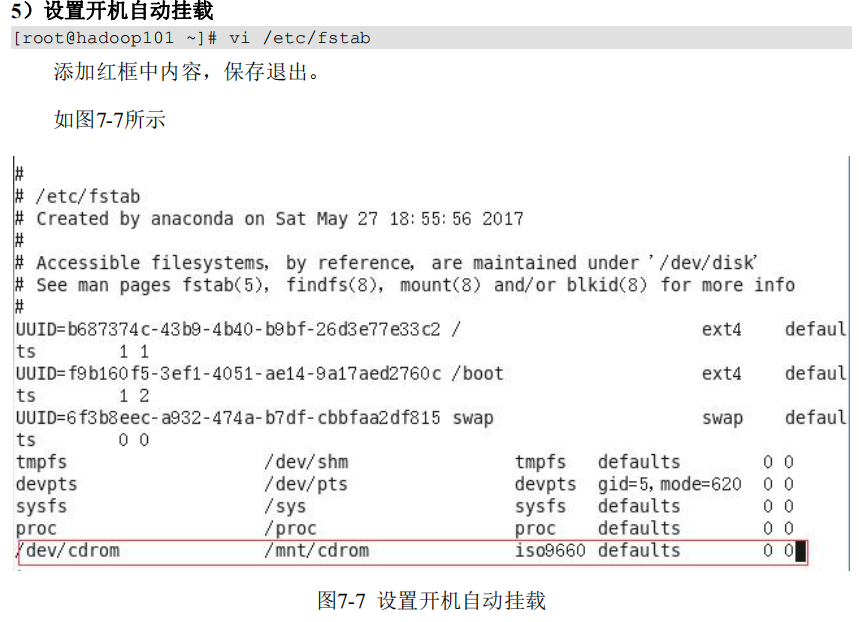 5）设置开机自动挂载
[root@hadoop101 ~]# vi /etc/fstab
添加红框中内容，保存退出。
如图7-7所示
#
# /etc/fstab
# Created by anaconda on Sat May 27 18:55:56 2017
#
# Accessible filesystems, by reference, are maintained under '/dev/disk'
# See man pages fstab(5), findfs(8), mount(8) and/or blkid(8) for more info
#
UUID=b687374c-43b9-4b40-b9bf-26d3e77e33c2 / ext4 defaul
ts 1 1
UUID=f9b160f5-3ef1-4051-ae14-9a17aed2760c /boot ext4 defaul
ts 1 2
UUID=6f3b8eec-a932-474a-b7df-cbbfaa2df815 swap swap defaul
ts 0 0
tmpfs /dev/shm tmpfs defaults 0 0
devpts /dev/pts devpts gid=5,mode=620 0 0
sysfs /sys sysfs defaults 0 0
proc /proc proc defaults 0 0
/dev/cdrom /mnt/cdrom iso9660 defaults 0 0
图7-7 设置开机自动挂载